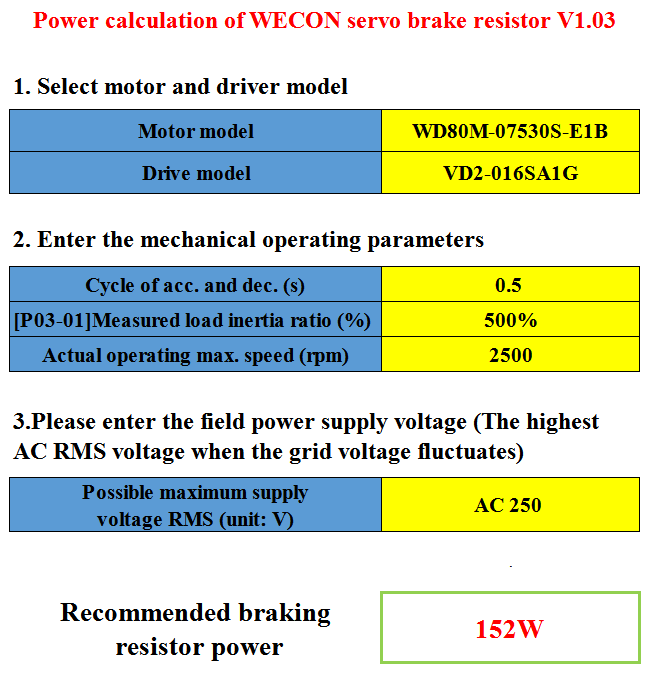 Power calculation of WECON servo brake resistor V1.03
1. Select motor and driver model
Motor model WD80M-07530S-E1B
Drive model VD2-016SA1G
2. Enter the mechanical operating parameters
Cycle of acc. and dec. (s) 0.5
[P03-01]Measured load inertia ratio (%) 500%
Actual operating max. speed (rpm) 2500
3.Please enter the field power supply voltage (The highest
AC RMS voltage when the grid voltage fluctuates)
Possible maximum supply
voltage RMS (unit: V)
AC 250
Recommended braking
resistor power
152W